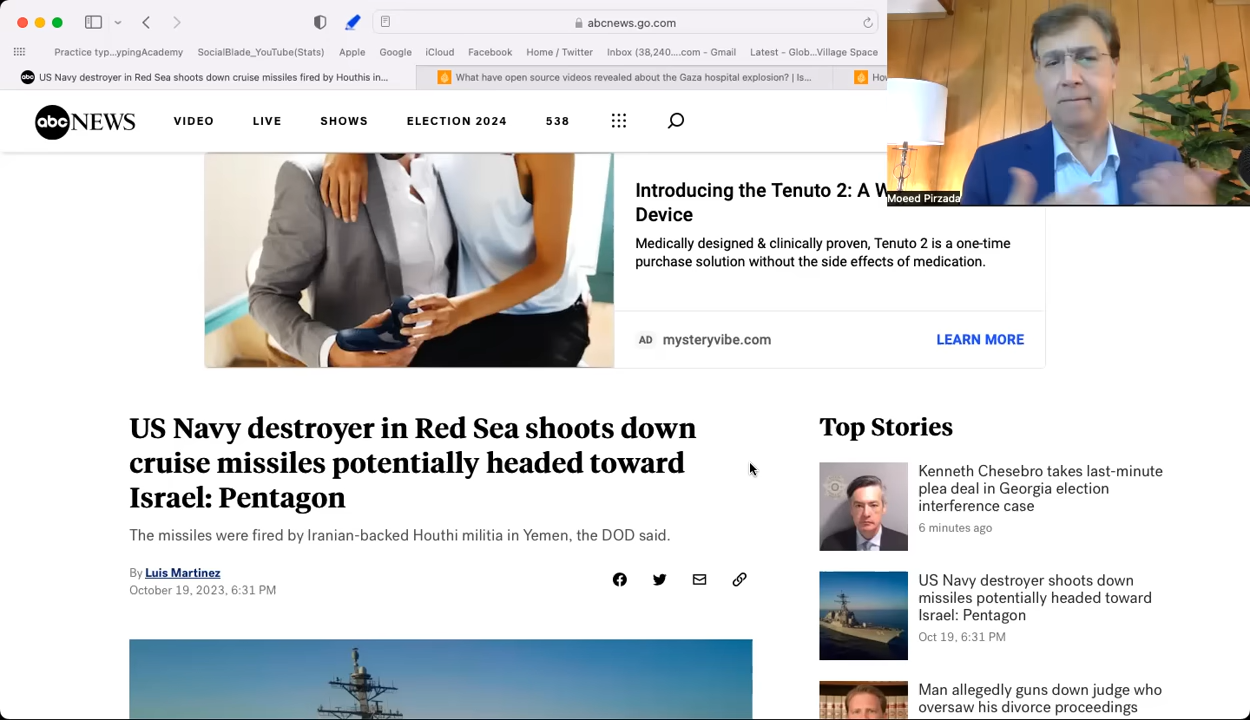 abcnews.go.com
Practice typ...ypingAcademy SocialBlade_YouTube(Stats) Apple Google iCloud Facebook Home / Twitter Inbox (38,240....com - Gmail Latest – Glob...Village Space
abc US Navy destroyer in Red Sea shoots down cruise missiles fired by Houthis in... What have open source videos revealed about the Gaza hospital explosion? | Is... How
abc NEWS VIDEO LIVE SHOWS ELECTION 2024 538
Moeed Pirzada
Introducing the Tenuto 2: A W
Device
Medically designed & clinically proven, Tenuto 2 is a one-time
purchase solution without the side effects of medication.
AD mysteryvibe.com LEARN MORE
US Navy destroyer in Red Sea shoots down
cruise missiles potentially headed toward
Israel: Pentagon
The missiles were fired by Iranian-backed Houthi militia in Yemen, the DOD said.
By Luis Martinez
October 19, 2023, 6:31 PM
Top Stories
Kenneth Chesebro takes last-minute
plea deal in Georgia election
interference case
6 minutes ago
US Navy destroyer shoots down
missiles potentially headed toward
Israel: Pentagon
Oct 19, 6:31 PM
Man allegedly guns down judge who
oversaw his divorce proceedings